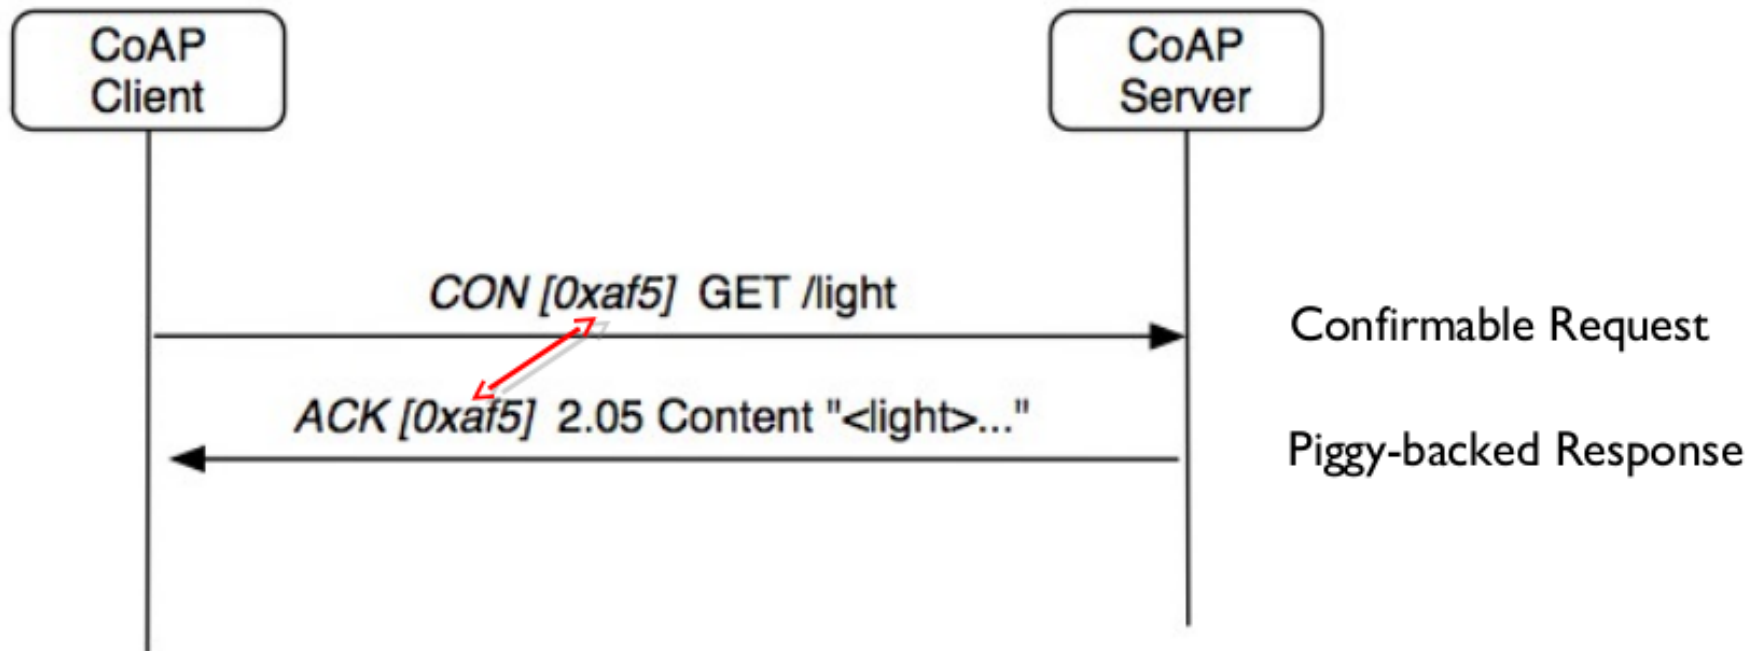 CoAP
Client
CoAP
Server
CON [0xaf5] GET /light
Confirmable Request
ACK [0xaf5] 2.05 Content "<light>..."
Piggy-backed Response